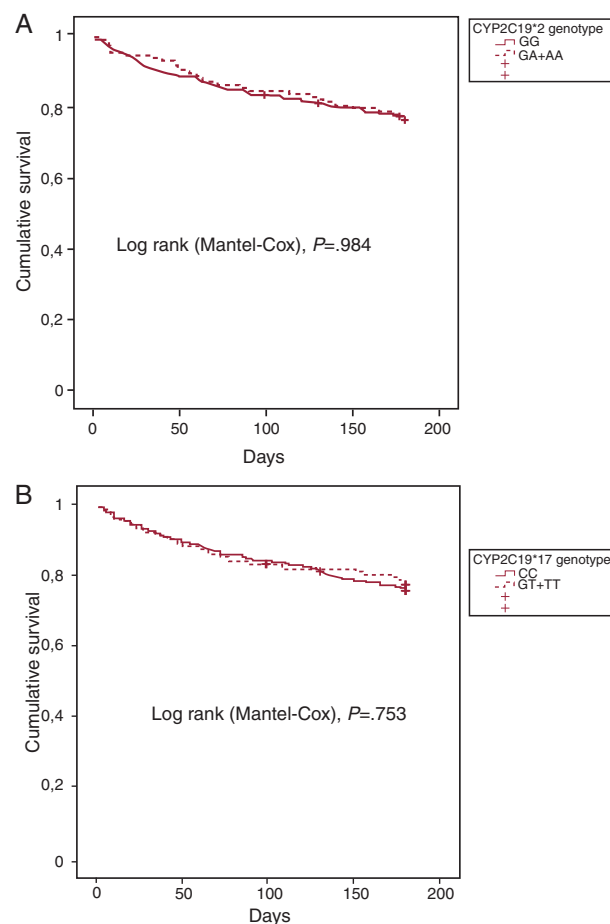 A
CYP2C19*2 genotype
GG
GA+AA
1
0,8
0,6
0,4
0,2
0
Cumulative survival
Log rank (Mantel-Cox), P=.984
0 50 100 150 200
Days
B
CYP2C19*17 genotype
CC
GT+TT
1
0,8
0,6
0,4
0,2
0
Cumulative survival
Log rank (Mantel-Cox), P=.753
0 50 100 150 200
Days